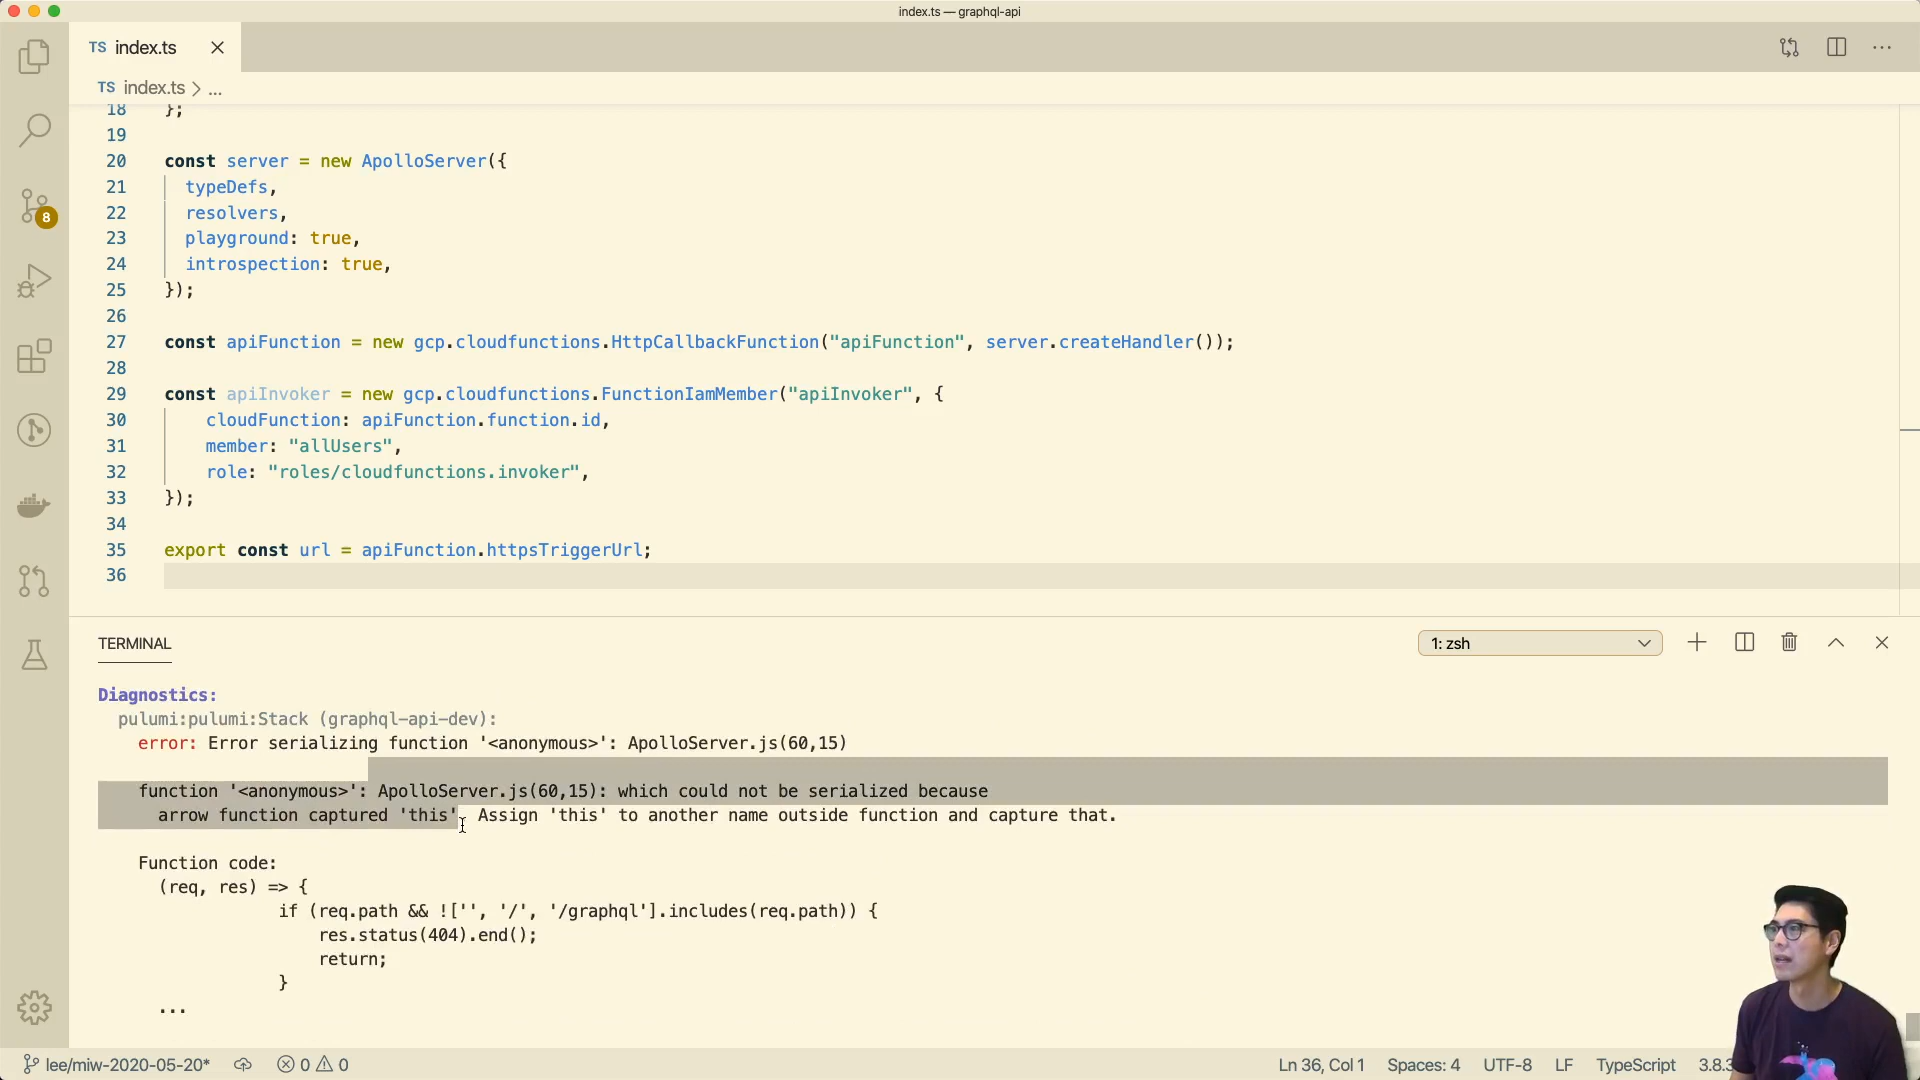 index.ts — graphql-api
TS index.ts
TS index.ts > ...
18 };
19
20 const server = new ApolloServer({
21 typeDefs,
22 resolvers,
23 playground: true,
24 introspection: true,
25 });
26
27 const apiFunction = new gcp.cloudfunctions.HttpCallbackFunction("apiFunction", server.createHandler());
28
29 const apiInvoker = new gcp.cloudfunctions.FunctionIamMember("apiInvoker", {
30 cloudFunction: apiFunction.function.id,
31 member: "allUsers",
32 role: "roles/cloudfunctions.invoker",
33 });
34
35 export const url = apiFunction.httpsTriggerUrl;
36
8
TERMINAL
1: zsh
Diagnostics:
pulumi:pulumi:Stack (graphql-api-dev):
error: Error serializing function '<anonymous>': ApolloServer.js(60,15)
function '<anonymous>': ApolloServer.js(60,15): which could not be serialized because
arrow function captured 'this'. Assign 'this' to another name outside function and capture that.
Function code:
(req, res) => {
if (req.path && !['', '/', '/graphql'].includes(req.path)) {
res.status(404).end();
return;
}
...
lee/miw-2020-05-20* 0 0 Ln 36, Col 1 Spaces: 4 UTF-8 LF TypeScript 3.8.3